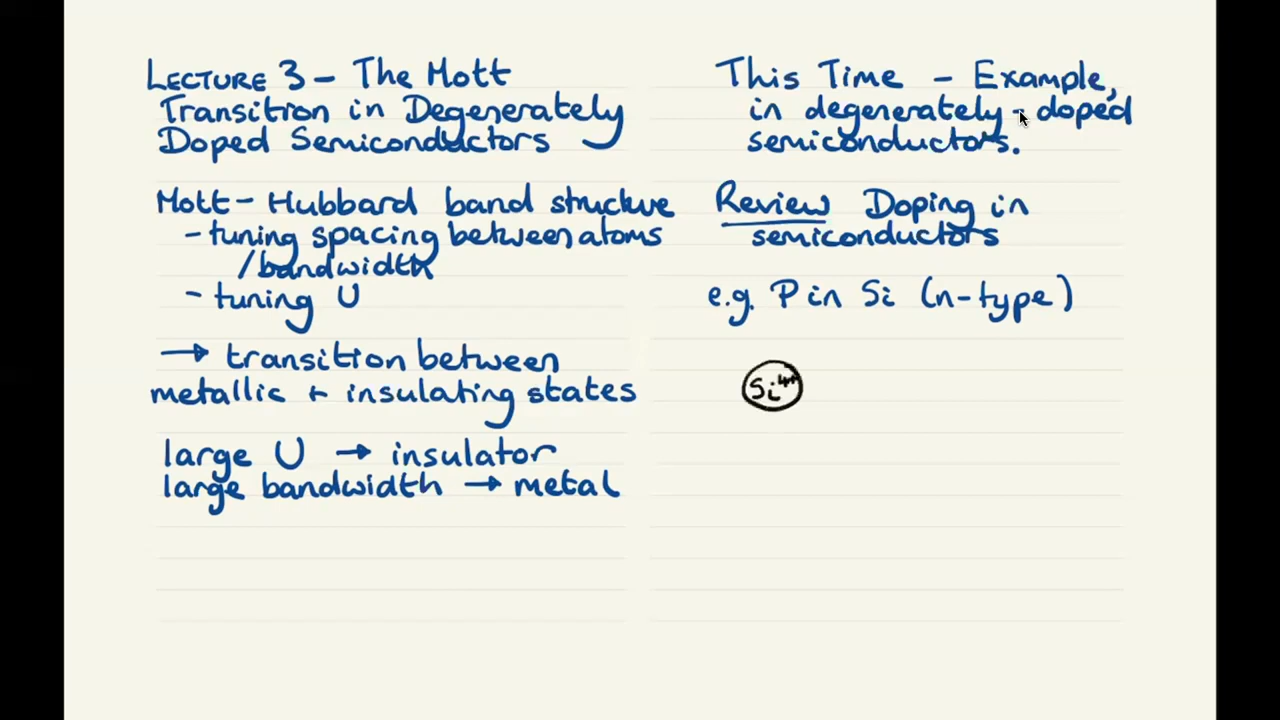 LECTURE 3 - The Mott
Transition in Degenerately
Doped Semiconductors
Mott-Hubbard band structure
- tuning spacing between atoms
/bandwidth
- tuning U
→ transition between
metallic + insulating states
large U → insulator
large bandwidth → metal
This Time - Example,
in degenerately-doped
semiconductors.
Review Doping in
semiconductors
e.g. P in Si (n-type)
Si⁴⁺